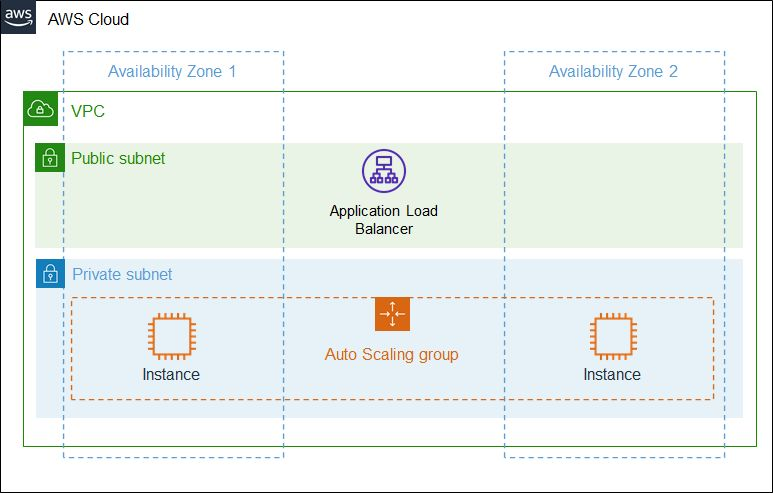 aws
AWS Cloud
Availability Zone 1
Availability Zone 2
VPC
Public subnet
Application Load
Balancer
Private subnet
Auto Scaling group
Instance
Instance